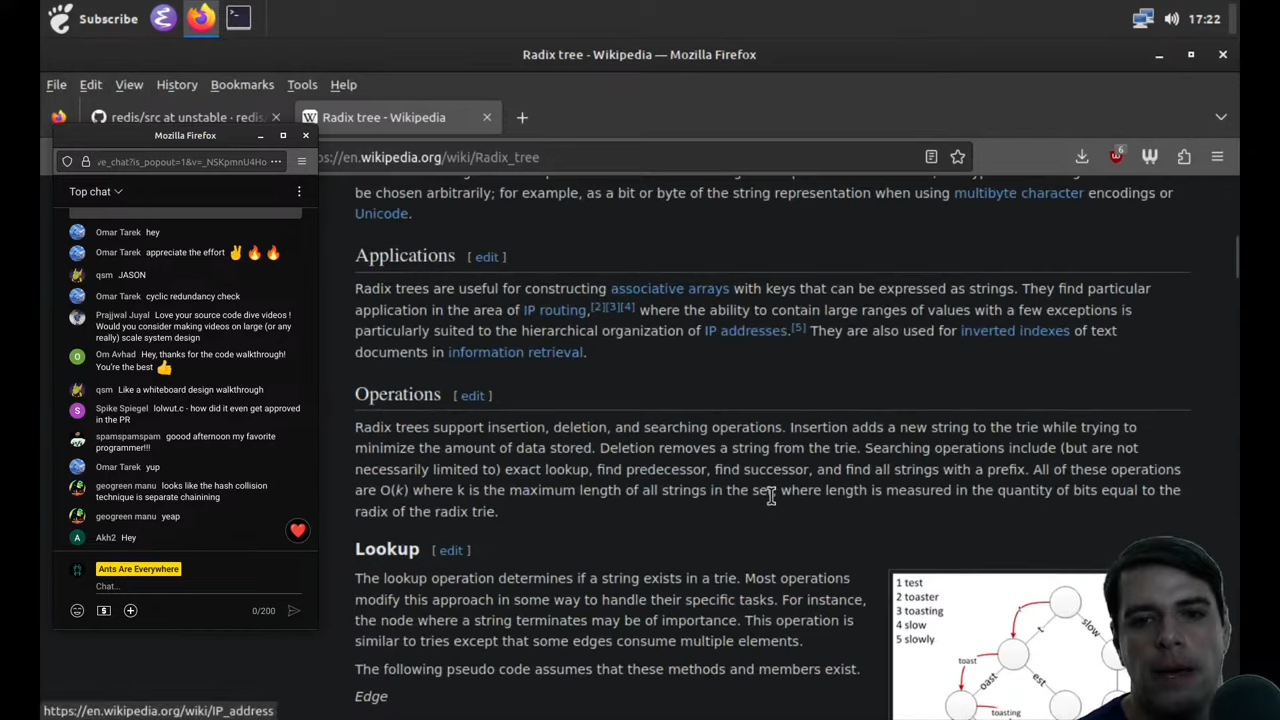 Subscribe
17:22
Radix tree - Wikipedia — Mozilla Firefox
File Edit View History Bookmarks Tools Help
redis/src at unstable · redis
Radix tree - Wikipedia
s://en.wikipedia.org/wiki/Radix_tree
6
Mozilla Firefox
ve_chat?is_popout=1&v=_NSKpmnU4Ho
Top chat
Omar Tarek hey
Omar Tarek appreciate the effort ✌️🔥🔥
qsm JASON
Omar Tarek cyclic redundancy check
Prajjwal Juyal Love your source code dive videos !
Would you consider making videos on large (or any
really) scale system design
Om Avhad Hey, thanks for the code walkthrough!
You're the best 👍
qsm Like a whiteboard design walkthrough
Spike Spiegel lolwut.c - how did it even get approved
in the PR
spamspamspam goood afternoon my favorite
programmer!!!
Omar Tarek yup
geogreen manu looks like the hash collision
technique is separate chainining
geogreen manu yeap
Akh2 Hey
Ants Are Everywhere
Chat...
0/200
be chosen arbitrarily; for example, as a bit or byte of the string representation when using multibyte character encodings or
Unicode.
Applications [ edit ]
Radix trees are useful for constructing associative arrays with keys that can be expressed as strings. They find particular
application in the area of IP routing,[2][3][4] where the ability to contain large ranges of values with a few exceptions is
particularly suited to the hierarchical organization of IP addresses.[5] They are also used for inverted indexes of text
documents in information retrieval.
Operations [ edit ]
Radix trees support insertion, deletion, and searching operations. Insertion adds a new string to the trie while trying to
minimize the amount of data stored. Deletion removes a string from the trie. Searching operations include (but are not
necessarily limited to) exact lookup, find predecessor, find successor, and find all strings with a prefix. All of these operations
are O(k) where k is the maximum length of all strings in the set, where length is measured in the quantity of bits equal to the
radix of the radix trie.
Lookup [ edit ]
The lookup operation determines if a string exists in a trie. Most operations
modify this approach in some way to handle their specific tasks. For instance,
the node where a string terminates may be of importance. This operation is
similar to tries except that some edges consume multiple elements.
The following pseudo code assumes that these methods and members exist.
Edge
1 test
2 toaster
3 toasting
4 slow
5 slowly
t
slow
toast
oast
est
toasting
https://en.wikipedia.org/wiki/IP_address